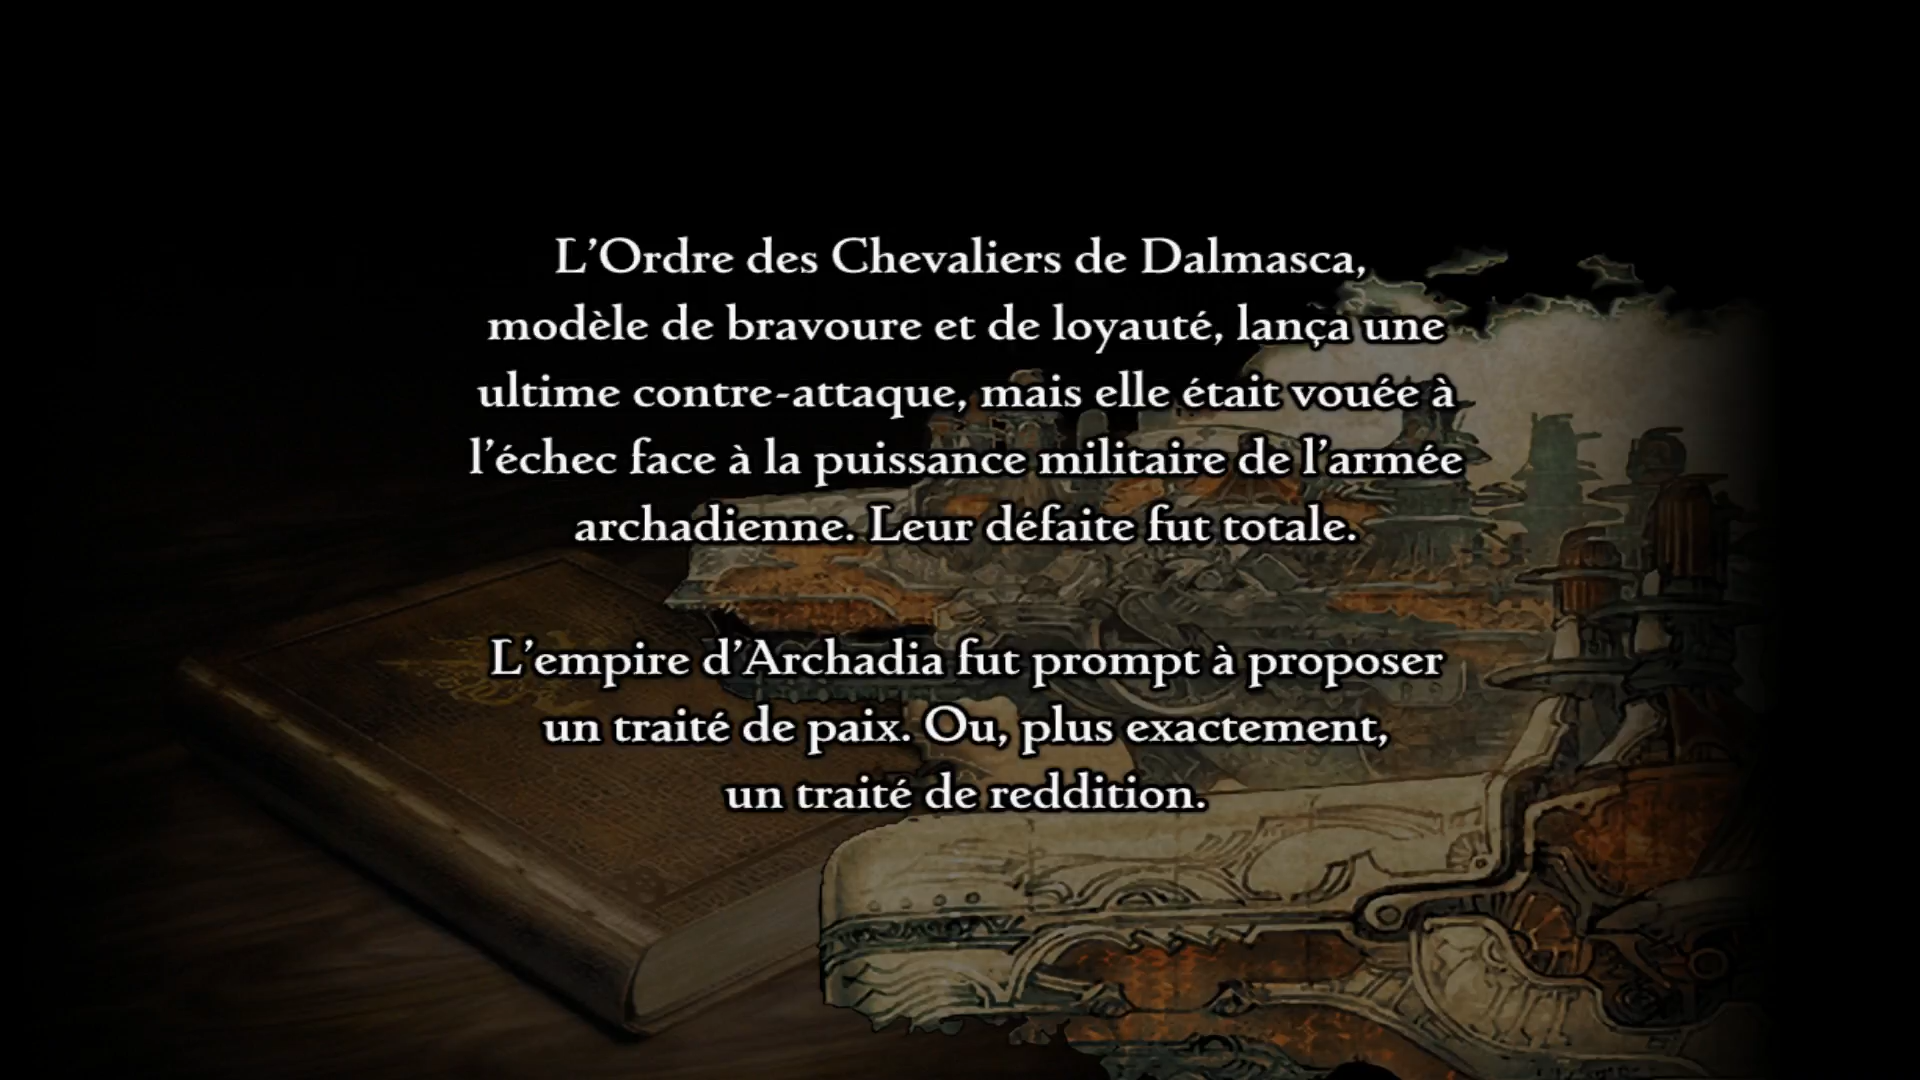 L’Ordre des Chevaliers de Dalmasca,
modèle de bravoure et de loyauté, lança une
ultime contre-attaque, mais elle était vouée à
l’échec face à la puissance militaire de l’armée
archadienne. Leur défaite fut totale.
L’empire d’Archadia fut prompt à proposer
un traité de paix. Ou, plus exactement,
un traité de reddition.